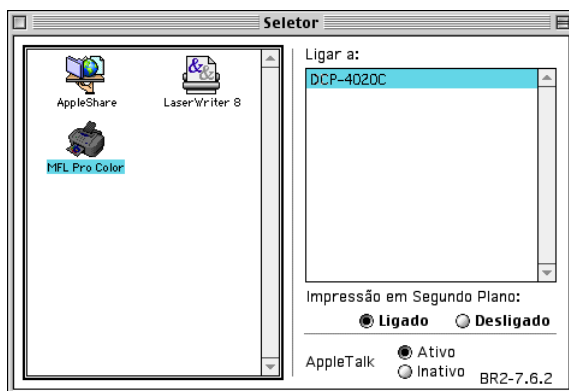 Seletor
AppleShare
LaserWriter 8
MFL Pro Color
Ligar a:
DCP-4020C
Impressão em Segundo Plano:
Ligado Desligado
AppleTalk
Ativo
Inativo
BR2-7.6.2